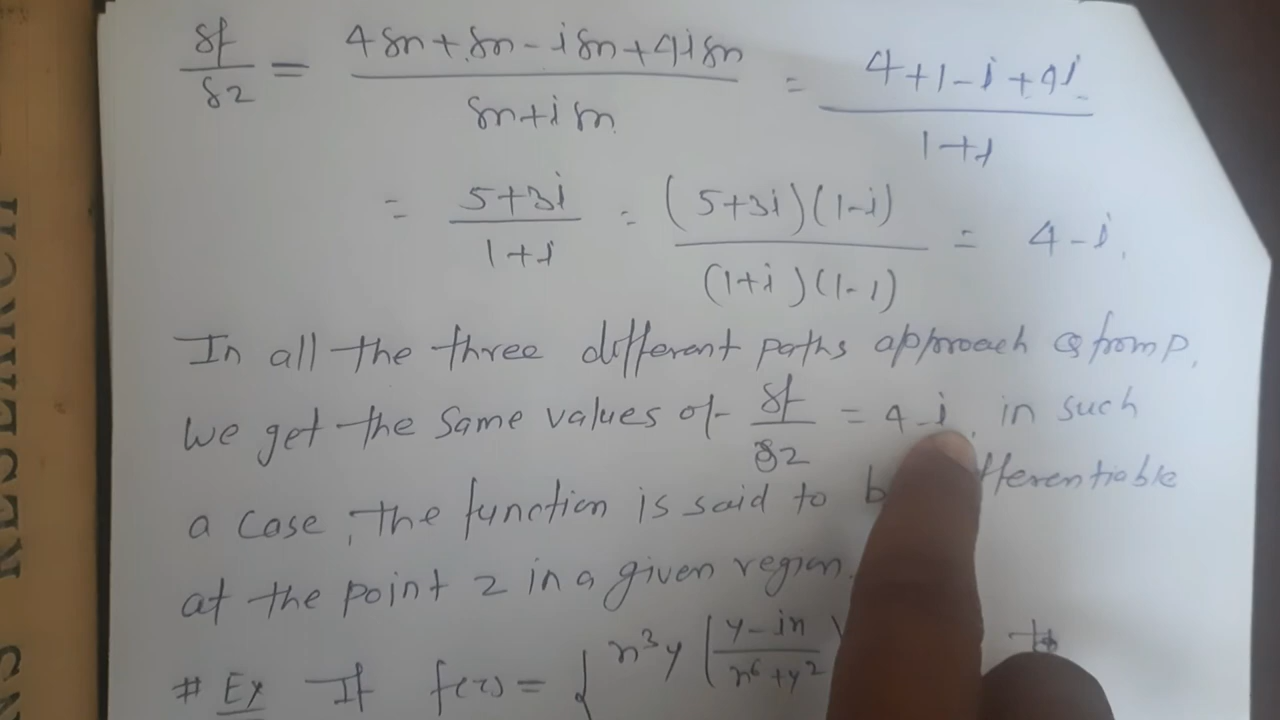 δf/δz = (4δx+δx-iδx+4iδx)/(δx+iδx) = (4+1-i+4i)/(1+i)
= (5+3i)/(1+i) = ((5+3i)(1-i))/((1+i)(1-i)) = 4-i.
In all the three different paths approach Q from P.
We get the same values of δf/δz = 4-i. in such
a case, the function is said to differentiable
at the point z in a given region.
# Ex If f(z) = { x³y (y-ix)/(x⁶+y²)
RESEARCH